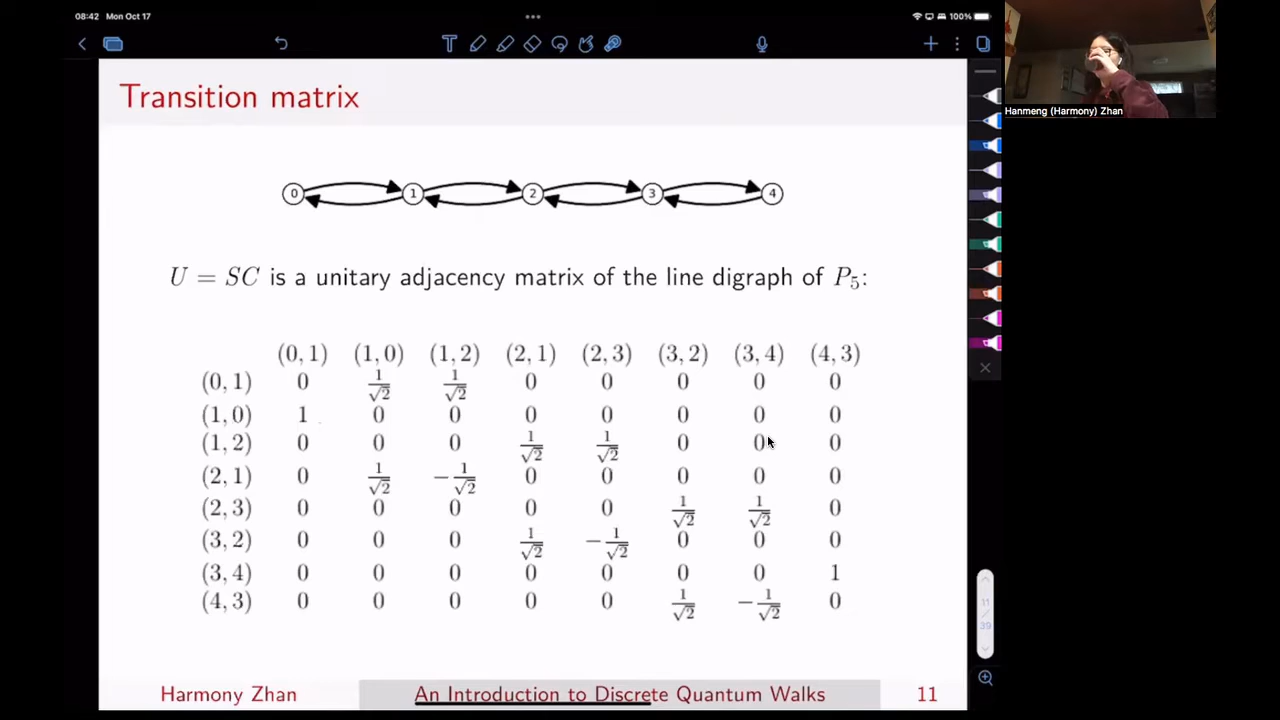 08:42 Mon Oct 17
100%
Hanmeng (Harmony) Zhan
Transition matrix
0 1 2 3 4
U = SC is a unitary adjacency matrix of the line digraph of P₅:
(0, 1) (1, 0) (1, 2) (2, 1) (2, 3) (3, 2) (3, 4) (4, 3)
(0, 1) 0 1/√2 1/√2 0 0 0 0 0
(1, 0) 1 0 0 0 0 0 0 0
(1, 2) 0 0 0 1/√2 1/√2 0 0 0
(2, 1) 0 1/√2 −1/√2 0 0 0 0 0
(2, 3) 0 0 0 0 0 1/√2 1/√2 0
(3, 2) 0 0 0 1/√2 −1/√2 0 0 0
(3, 4) 0 0 0 0 0 0 0 1
(4, 3) 0 0 0 0 0 1/√2 −1/√2 0
11
/
39
Harmony Zhan An Introduction to Discrete Quantum Walks 11